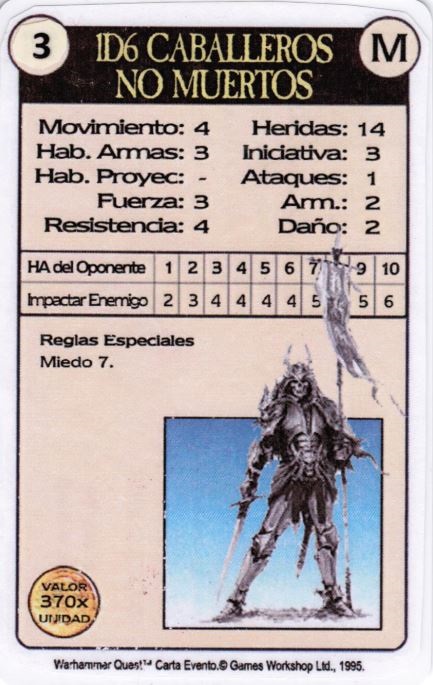 3
1D6 CABALLEROS
NO MUERTOS
M
Movimiento: 4 Heridas: 14
Hab. Armas: 3 Iniciativa: 3
Hab. Proyec: - Ataques: 1
Fuerza: 3 Arm.: 2
Resistencia: 4 Daño: 2
HA del Oponente 1 2 3 4 5 6 7 9 10
Impactar Enemigo 2 3 4 4 4 4 5 5 6
Reglas Especiales
Miedo 7.
VALOR
370x
UNIDAD
Warhammer Quest™ Carta Evento.© Games Workshop Ltd., 1995.